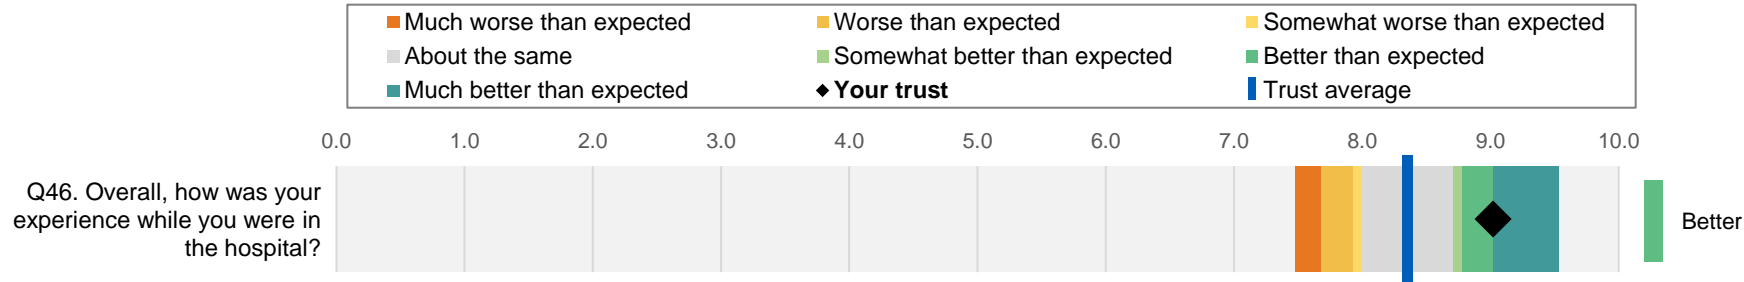 Much worse than expected
Worse than expected
Somewhat worse than expected
About the same
Somewhat better than expected
Better than expected
Much better than expected
Your trust
Trust average
0.0 1.0 2.0 3.0 4.0 5.0 6.0 7.0 8.0 9.0 10.0
Q46. Overall, how was your
experience while you were in
the hospital?
Better